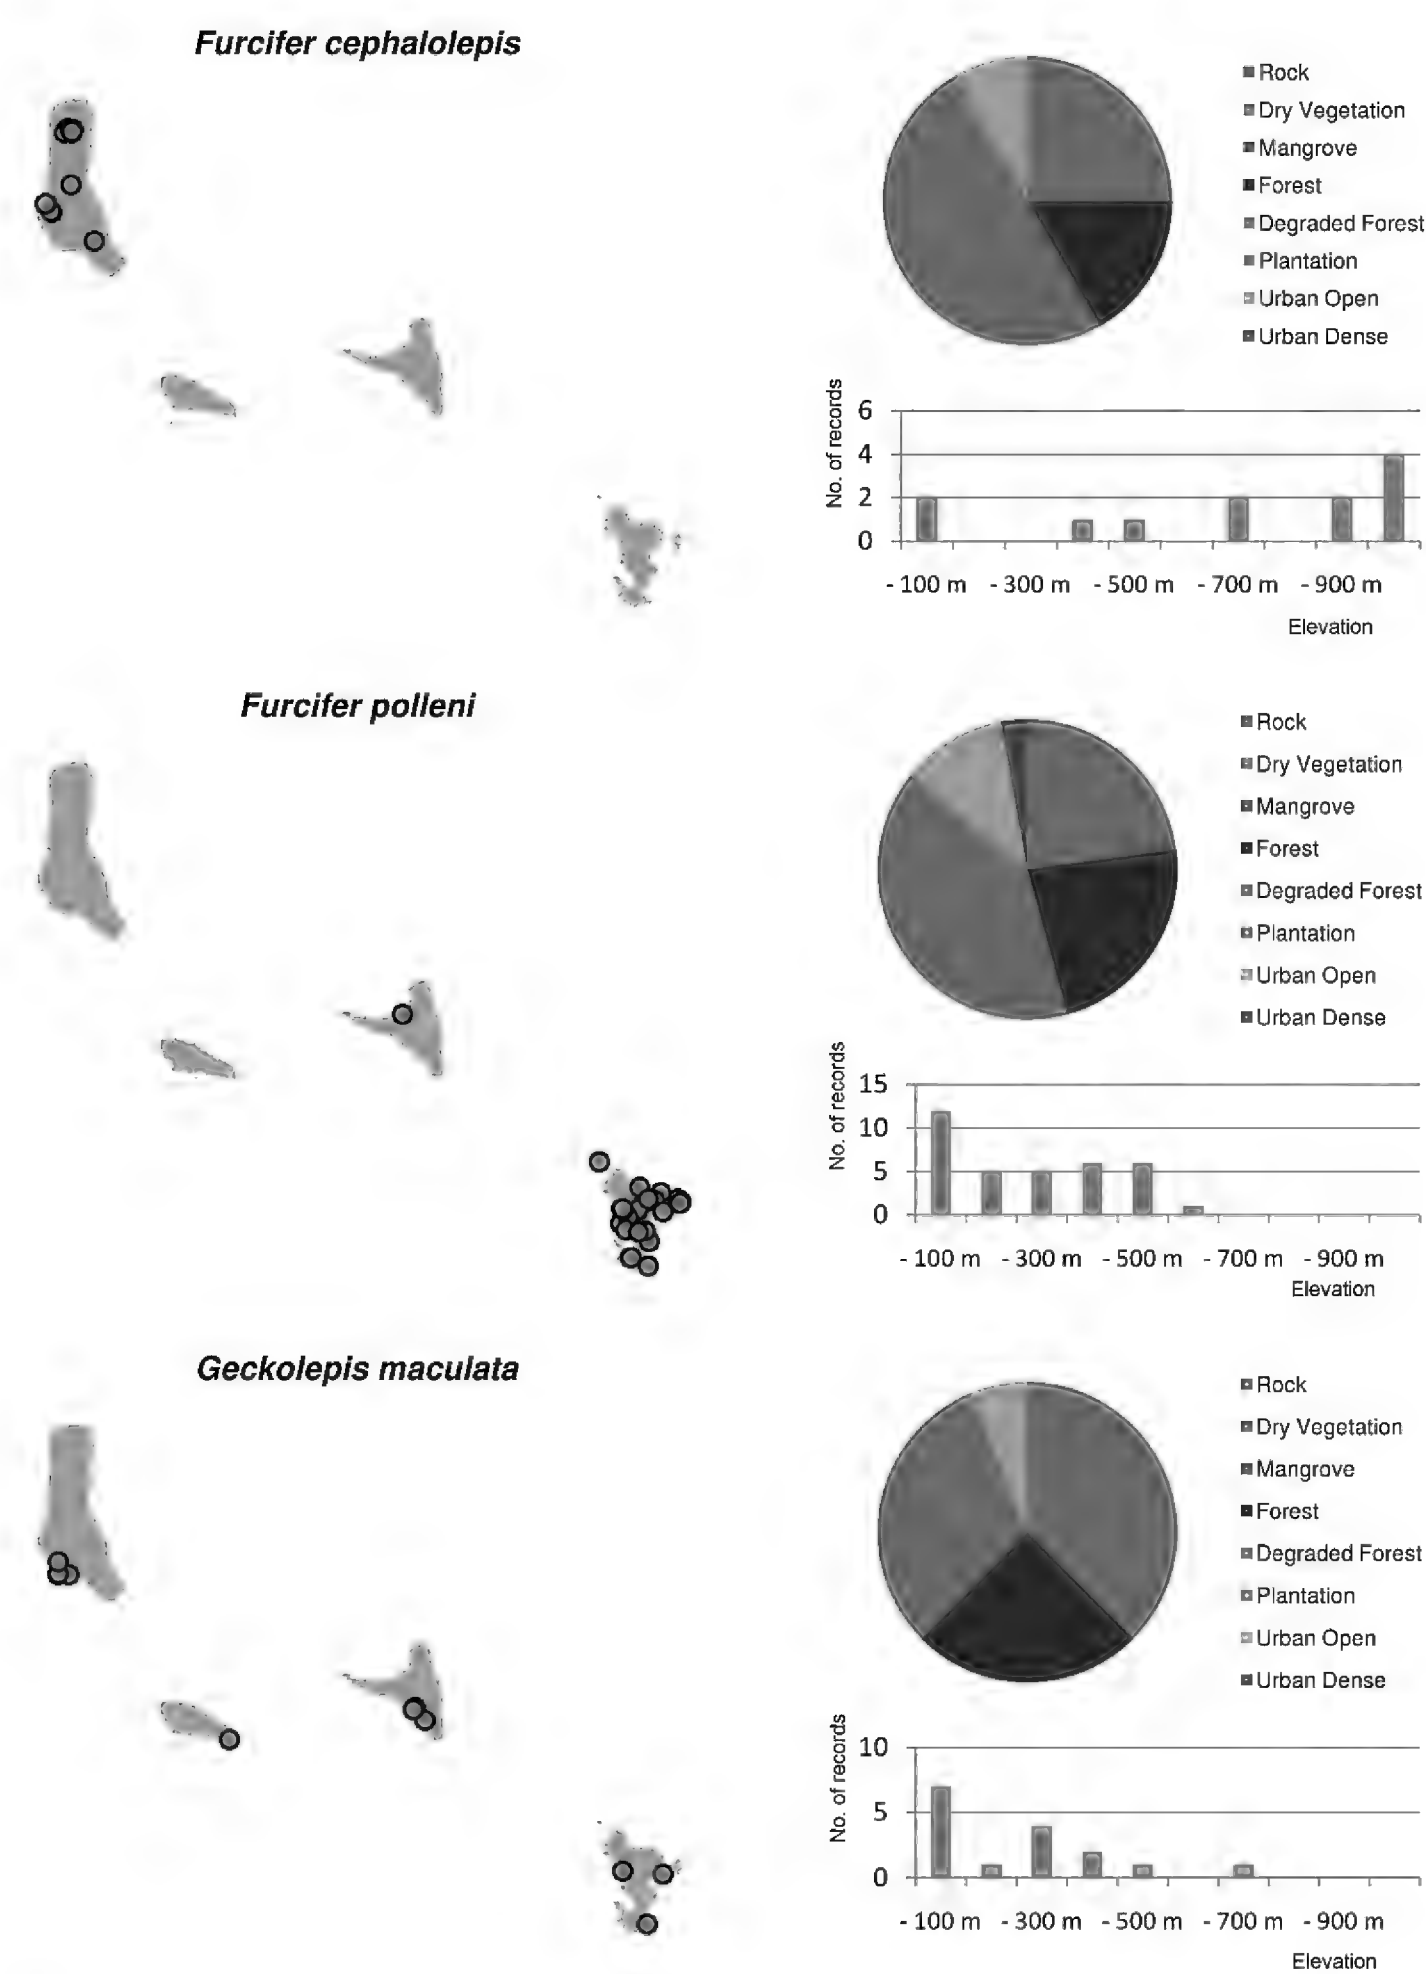 Furcifer cephalolepis
Rock
Dry Vegetation
Mangrove
Forest
Degraded Forest
Plantation
Urban Open
Urban Dense
No. of records
6
4
2
0
- 100 m - 300 m - 500 m - 700 m - 900 m
Elevation
Furcifer polleni
Rock
Dry Vegetation
Mangrove
Forest
Degraded Forest
Plantation
Urban Open
Urban Dense
No. of records
15
10
5
0
- 100 m - 300 m - 500 m - 700 m - 900 m
Elevation
Geckolepis maculata
Rock
Dry Vegetation
Mangrove
Forest
Degraded Forest
Plantation
Urban Open
Urban Dense
No. of records
10
5
0
- 100 m - 300 m - 500 m - 700 m - 900 m
Elevation